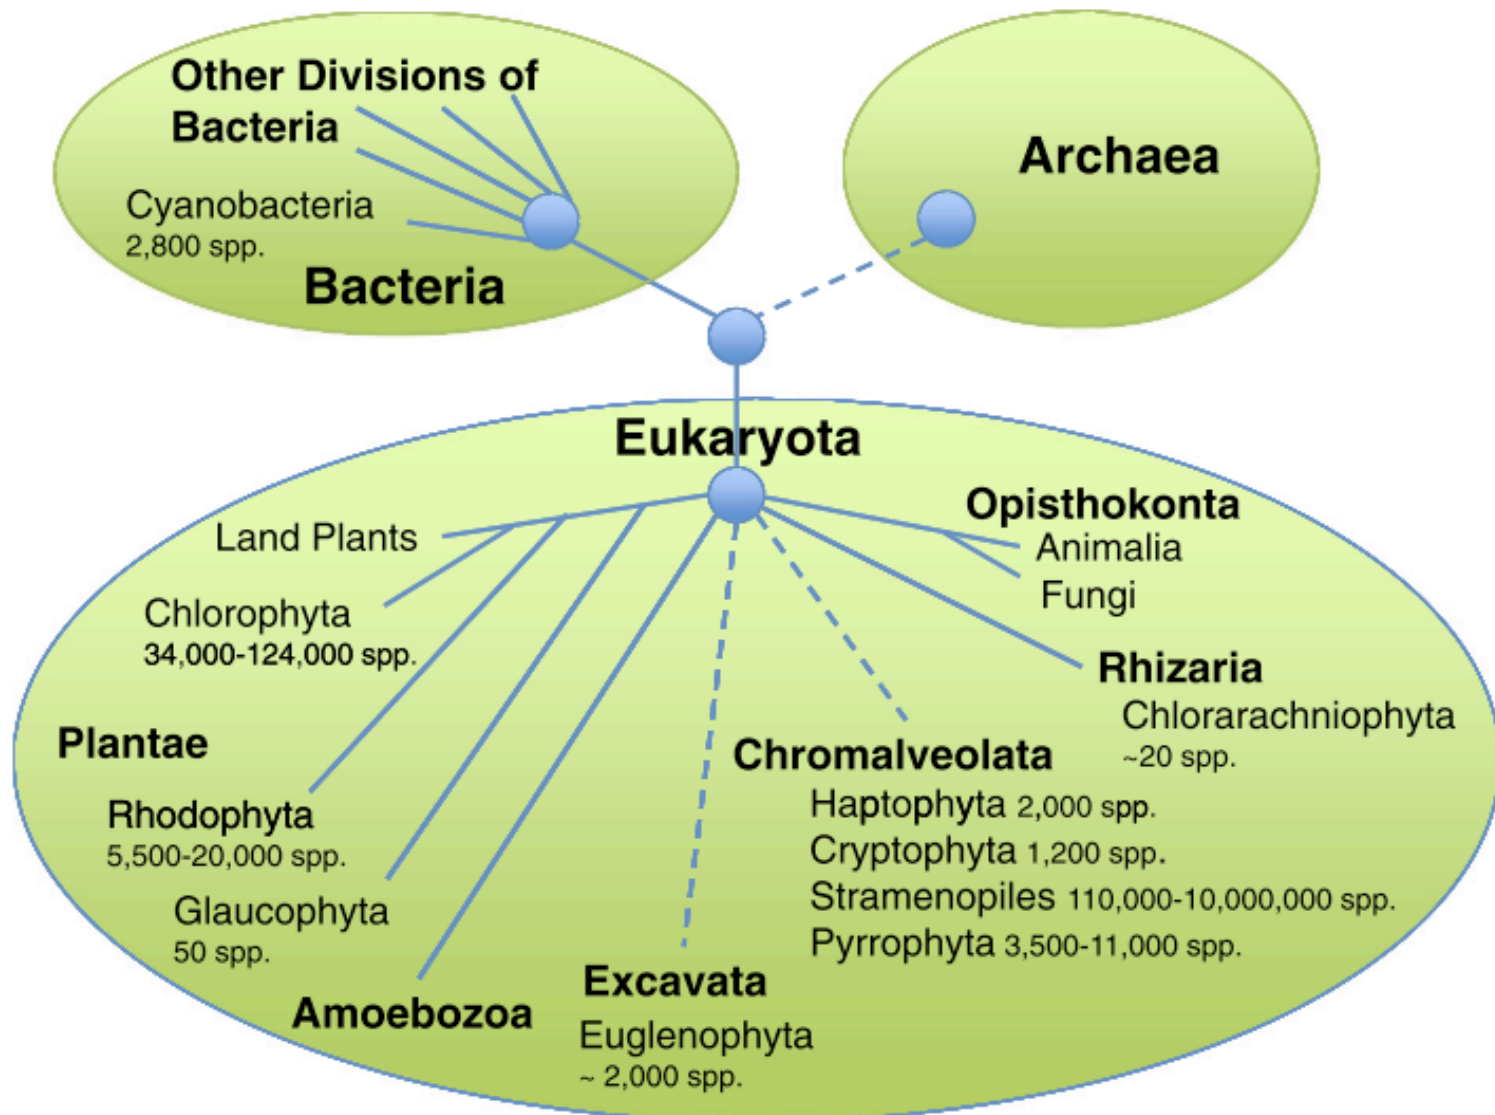 Other Divisions of
Bacteria
Cyanobacteria
2,800 spp.
Bacteria
Archaea
Eukaryota
Land Plants
Chlorophyta
34,000-124,000 spp.
Plantae
Rhodophyta
5,500-20,000 spp.
Glaucophyta
50 spp.
Amoebozoa
Excavata
Euglenophyta
~ 2,000 spp.
Chromalveolata
Haptophyta 2,000 spp.
Cryptophyta 1,200 spp.
Stramenopiles 110,000-10,000,000 spp.
Pyrrophyta 3,500-11,000 spp.
Opisthokonta
Animalia
Fungi
Rhizaria
Chlorarachniophyta
~20 spp.